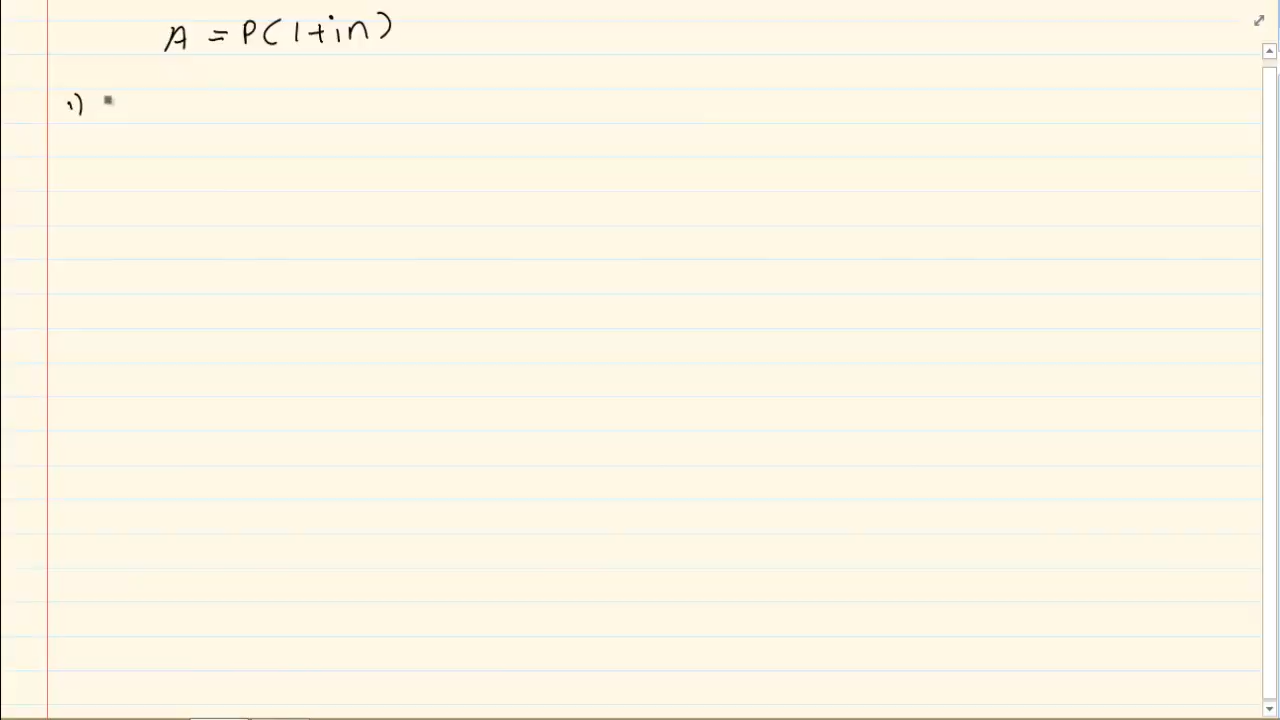 A = P(1+in)
1)